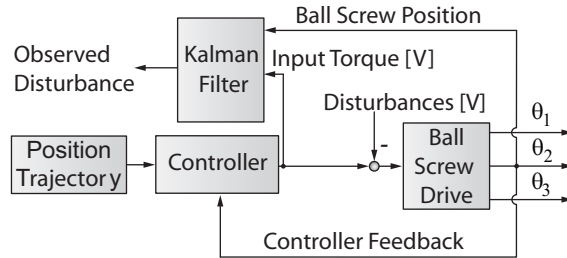 Ball Screw Position
Observed
Disturbance
Kalman
Filter
Input Torque [V]
Disturbances [V]
Position
Trajectory
Controller
-
Ball
Screw
Drive
θ1
θ2
θ3
Controller Feedback